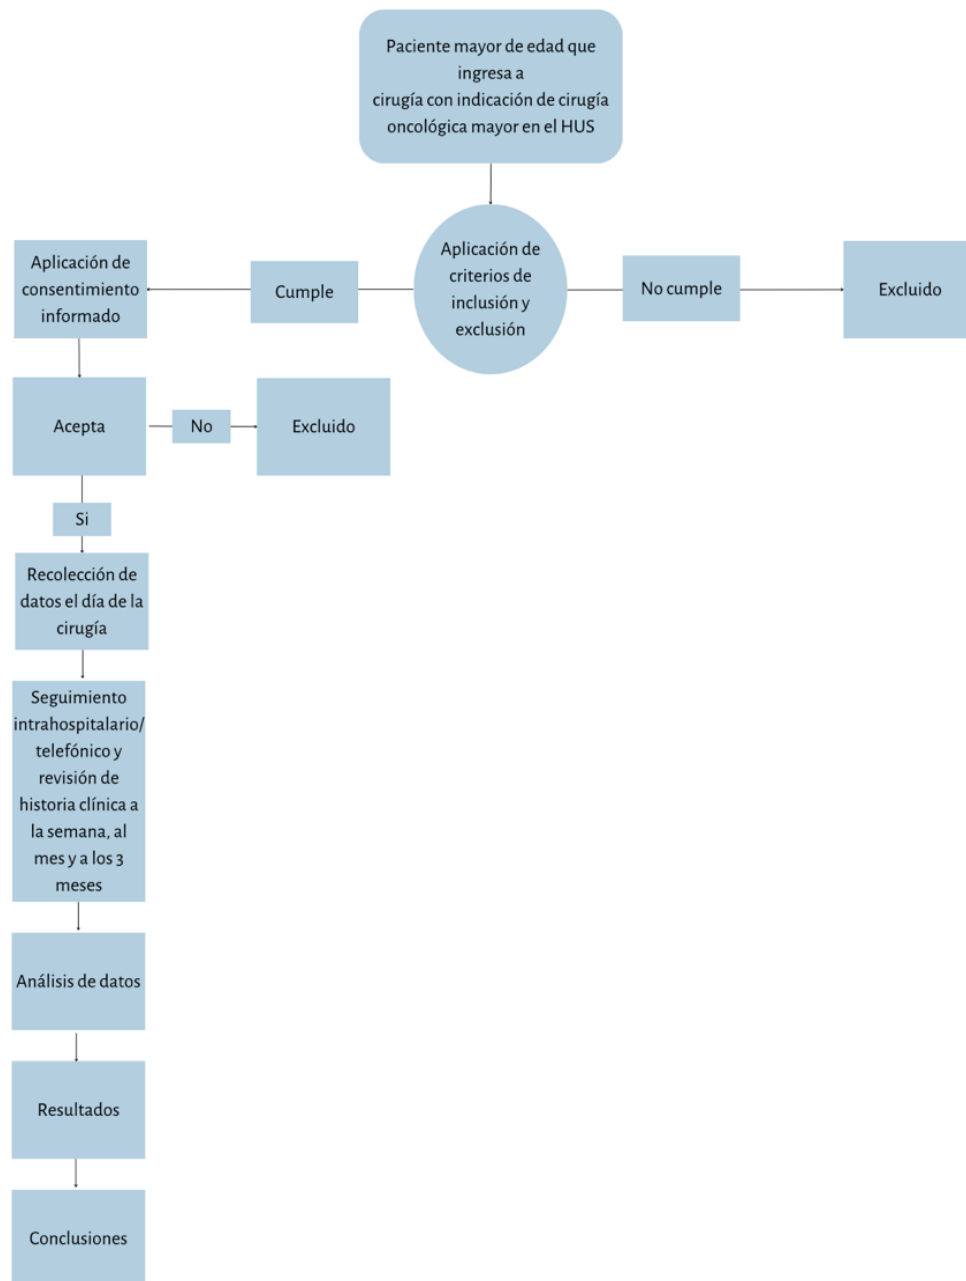 Paciente mayor de edad que
ingresa a
cirugía con indicación de cirugía
oncológica mayor en el HUS
Aplicación de
criterios de
inclusión y
exclusión
Cumple
No cumple
Excluido
Aplicación de
consentimiento
informado
Acepta
No
Excluido
Si
Recolección de
datos el día de la
cirugía
Seguimiento
intrahospitalario/
telefónico y
revisión de
historia clínica a
la semana, al
mes y a los 3
meses
Análisis de datos
Resultados
Conclusiones